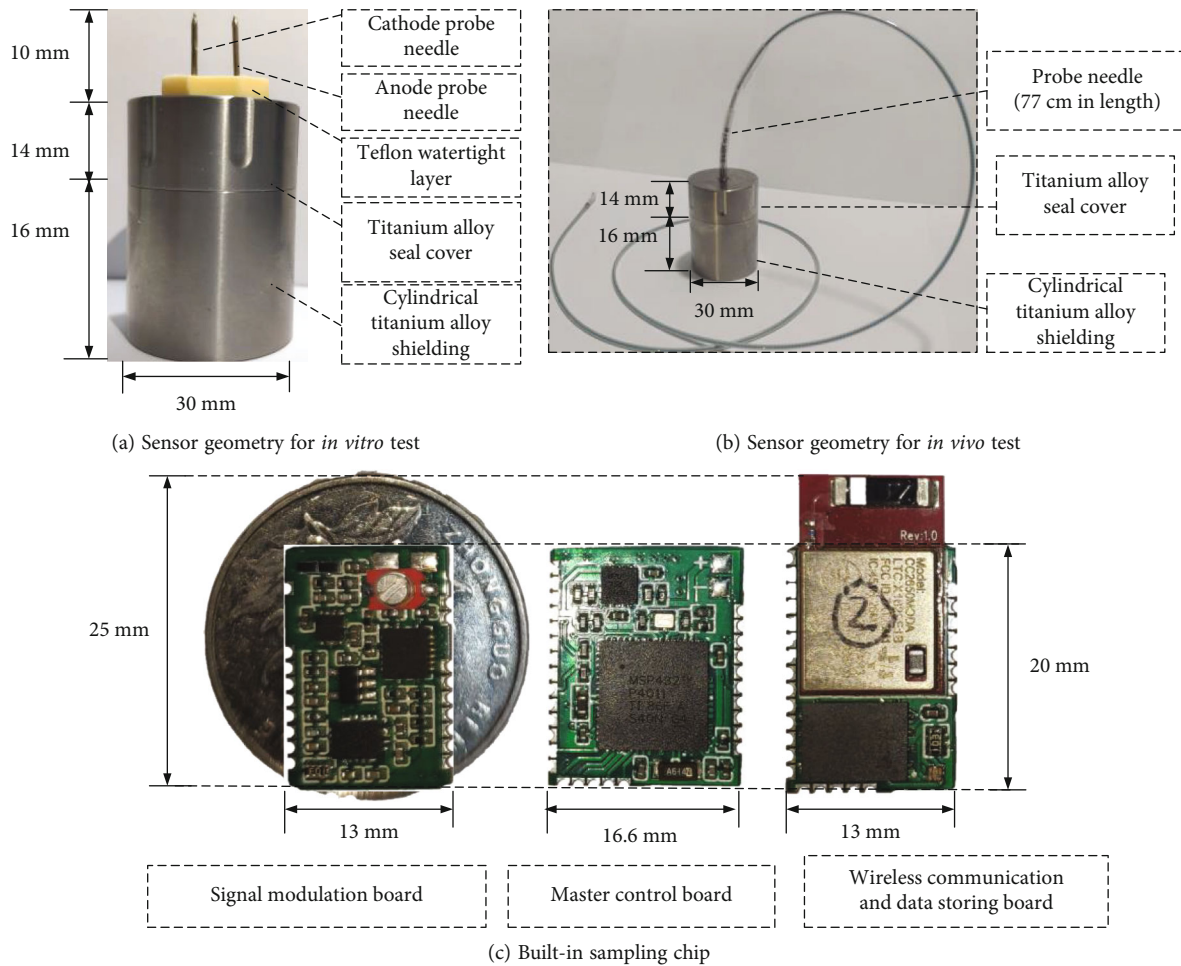 10 mm
14 mm
16 mm
30 mm
Cathode probe
needle
Anode probe
needle
Teflon watertight
layer
Titanium alloy
seal cover
Cylindrical
titanium alloy
shielding
(a) Sensor geometry for in vitro test
14 mm
16 mm
30 mm
Probe needle
(77 cm in length)
Titanium alloy
seal cover
Cylindrical
titanium alloy
shielding
(b) Sensor geometry for in vivo test
25 mm
ZHONGGUO
13 mm
MSP432
16.6 mm
Rev:1.0
Model:
13 mm
20 mm
Signal modulation board
Master control board
Wireless communication
and data storing board
(c) Built-in sampling chip